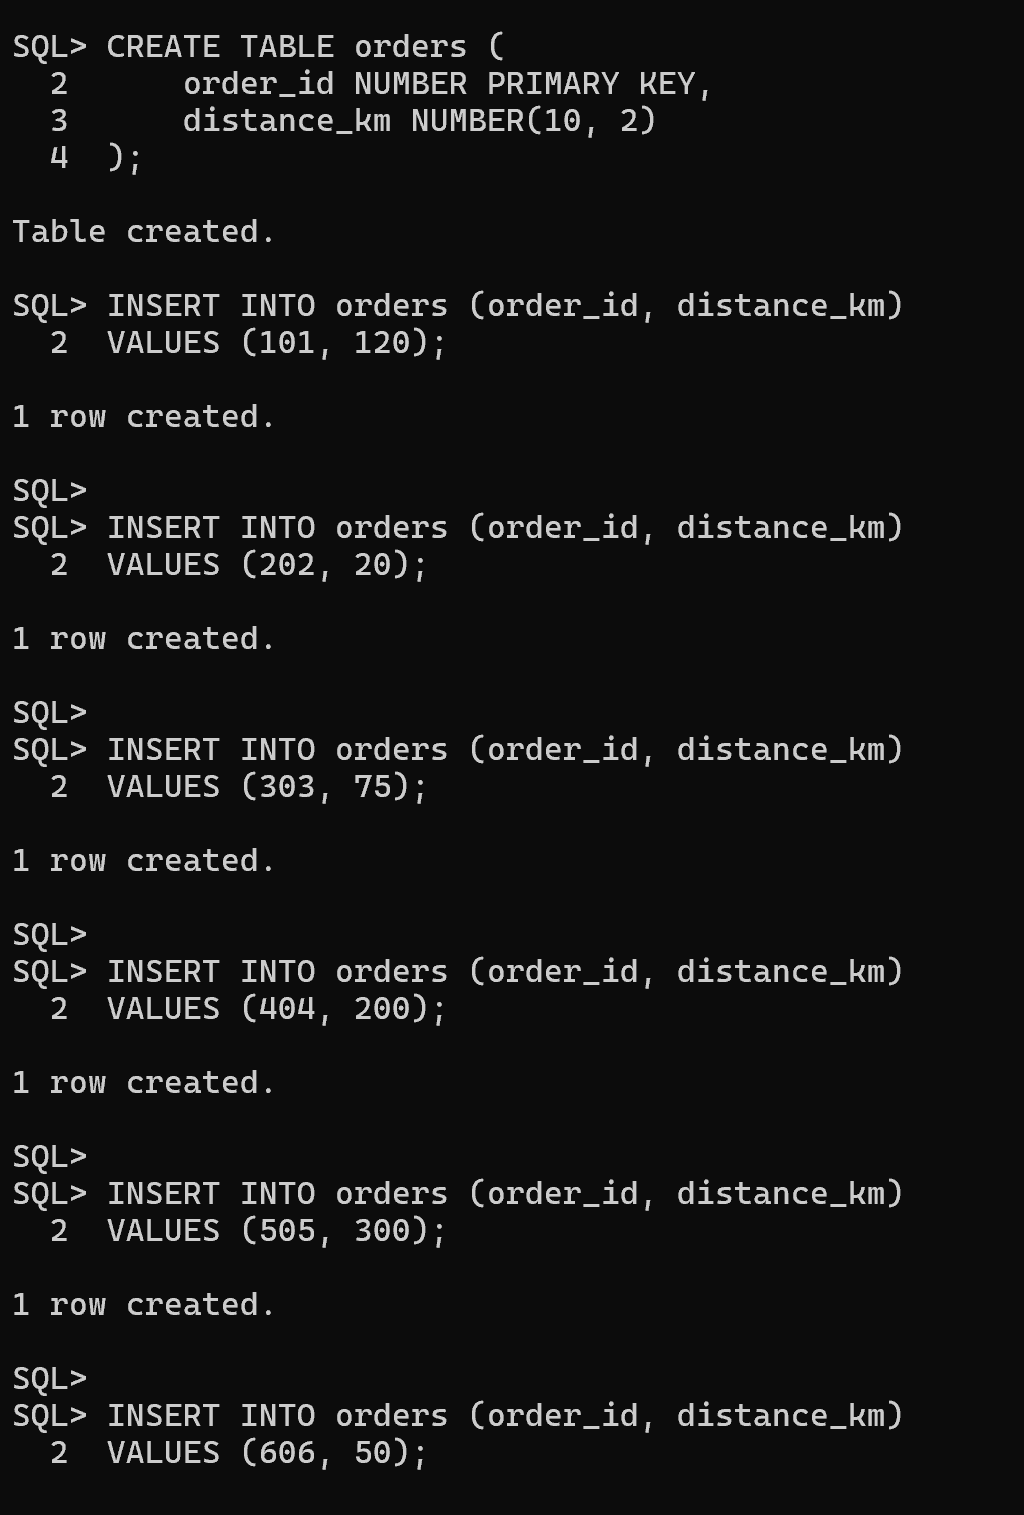 SQL> CREATE TABLE orders (
  2      order_id NUMBER PRIMARY KEY,
  3      distance_km NUMBER(10, 2)
  4  );
Table created.
SQL> INSERT INTO orders (order_id, distance_km)
  2  VALUES (101, 120);
1 row created.
SQL>
SQL> INSERT INTO orders (order_id, distance_km)
  2  VALUES (202, 20);
1 row created.
SQL>
SQL> INSERT INTO orders (order_id, distance_km)
  2  VALUES (303, 75);
1 row created.
SQL>
SQL> INSERT INTO orders (order_id, distance_km)
  2  VALUES (404, 200);
1 row created.
SQL>
SQL> INSERT INTO orders (order_id, distance_km)
  2  VALUES (505, 300);
1 row created.
SQL>
SQL> INSERT INTO orders (order_id, distance_km)
  2  VALUES (606, 50);